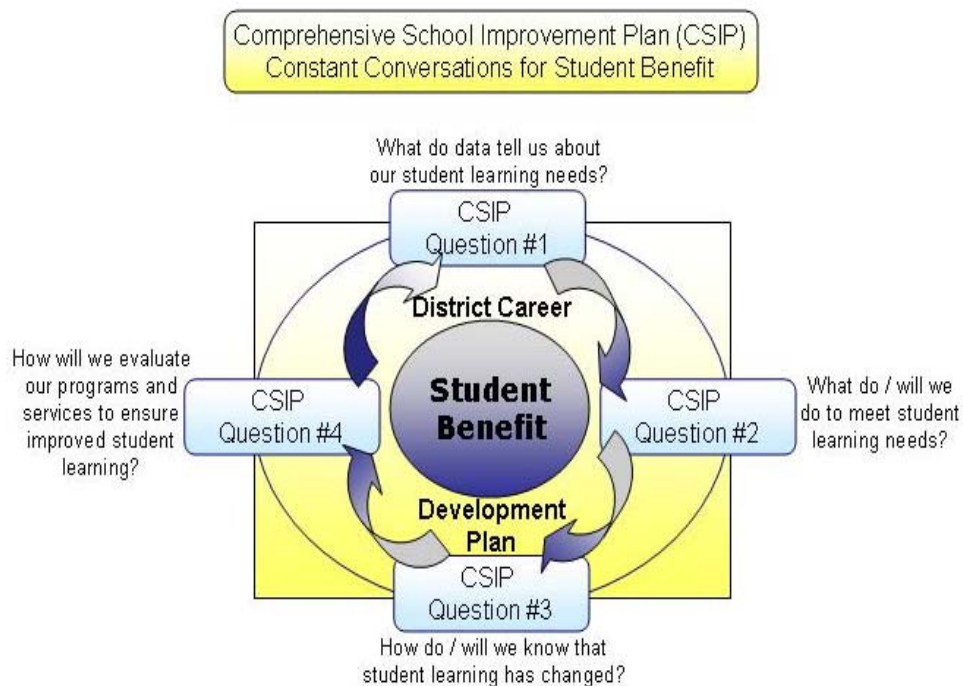 Comprehensive School Improvement Plan (CSIP)
Constant Conversations for Student Benefit
What do data tell us about
our student learning needs?
CSIP
Question #1
District Career
Student
Benefit
Development
Plan
CSIP
Question #2
What do / will we
do to meet student
learning needs?
CSIP
Question #3
How do / will we know that
student learning has changed?
How will we evaluate
our programs and
services to ensure
improved student
learning?
CSIP
Question #4